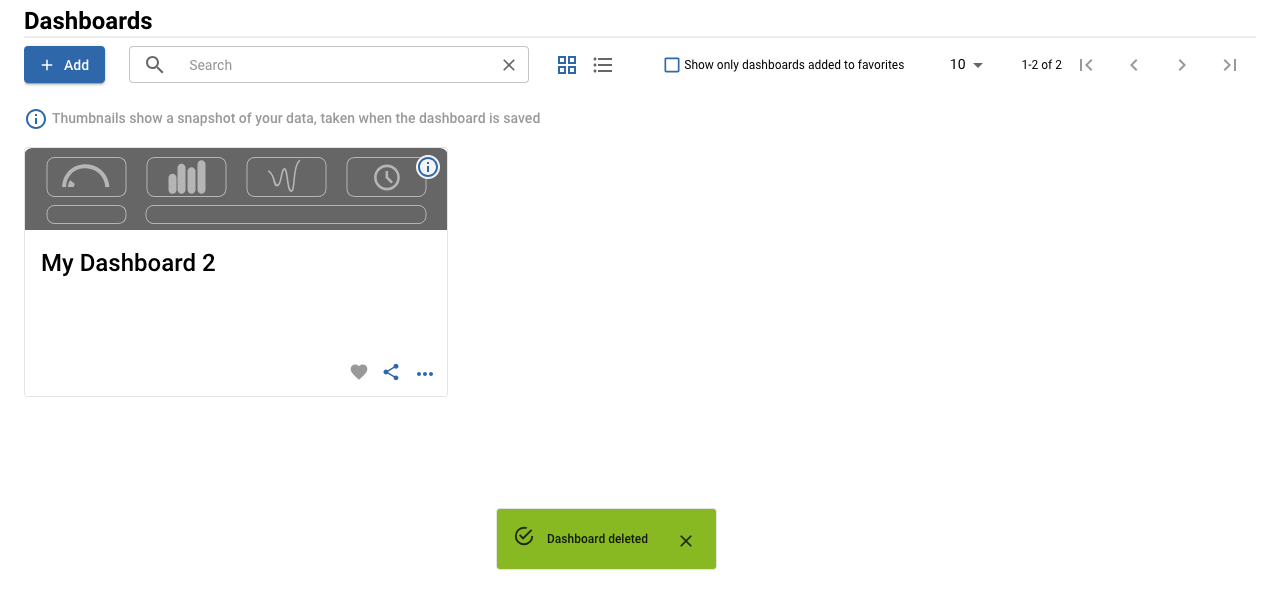 Dashboards
Add
Search
Show only dashboards added to favorites
10
1-2 of 2
Thumbnails show a snapshot of your data, taken when the dashboard is saved
My Dashboard 2
Dashboard deleted